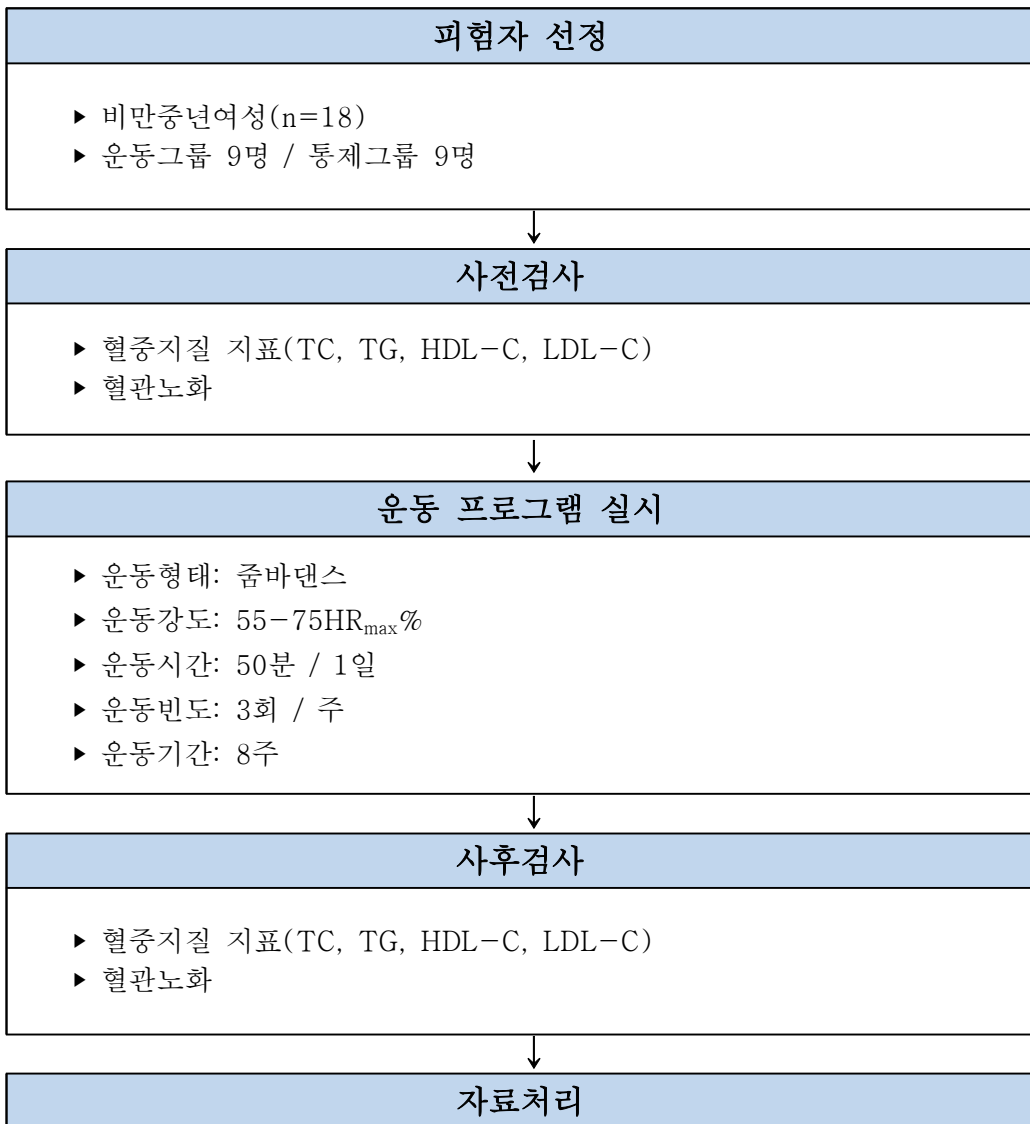 피험자 선정
▶ 비만중년여성(n=18)
▶ 운동그룹 9명 / 통제그룹 9명
사전검사
▶ 혈중지질 지표(TC, TG, HDL-C, LDL-C)
▶ 혈관노화
운동 프로그램 실시
▶ 운동형태: 줌바댄스
▶ 운동강도: 55-75HRmax%
▶ 운동시간: 50분 / 1일
▶ 운동빈도: 3회 / 주
▶ 운동기간: 8주
사후검사
▶ 혈중지질 지표(TC, TG, HDL-C, LDL-C)
▶ 혈관노화
자료처리